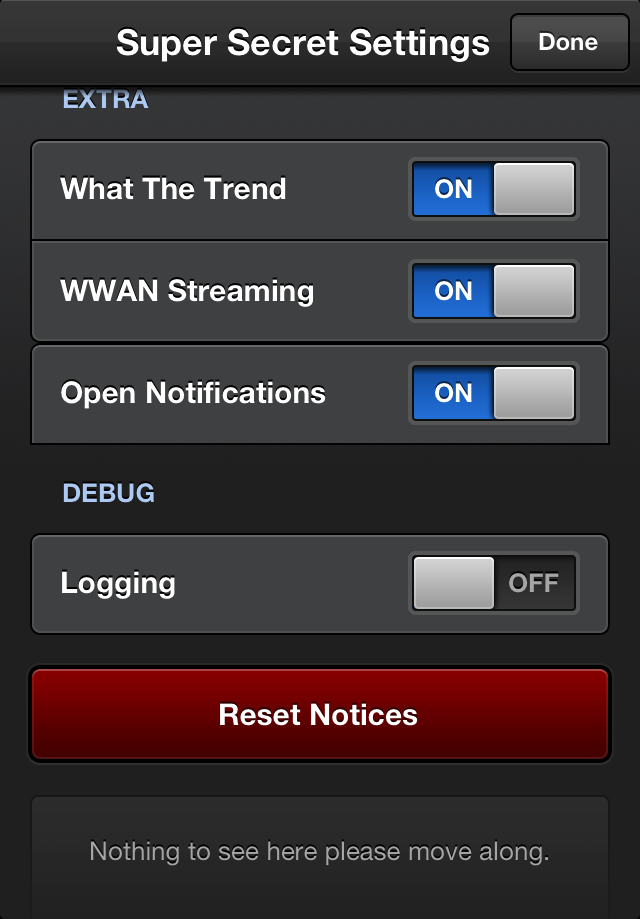 Super Secret Settings Done
EXTRA
What The Trend ON
WWAN Streaming ON
Open Notifications ON
DEBUG
Logging OFF
Reset Notices
Nothing to see here please move along.